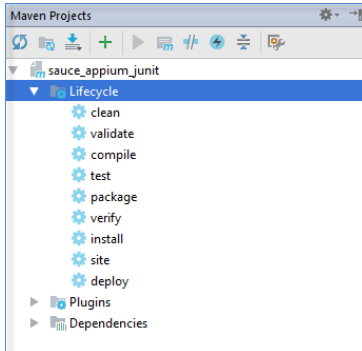 Maven Projects
sauce_appium_junit
Lifecycle
clean
validate
compile
test
package
verify
install
site
deploy
Plugins
Dependencies